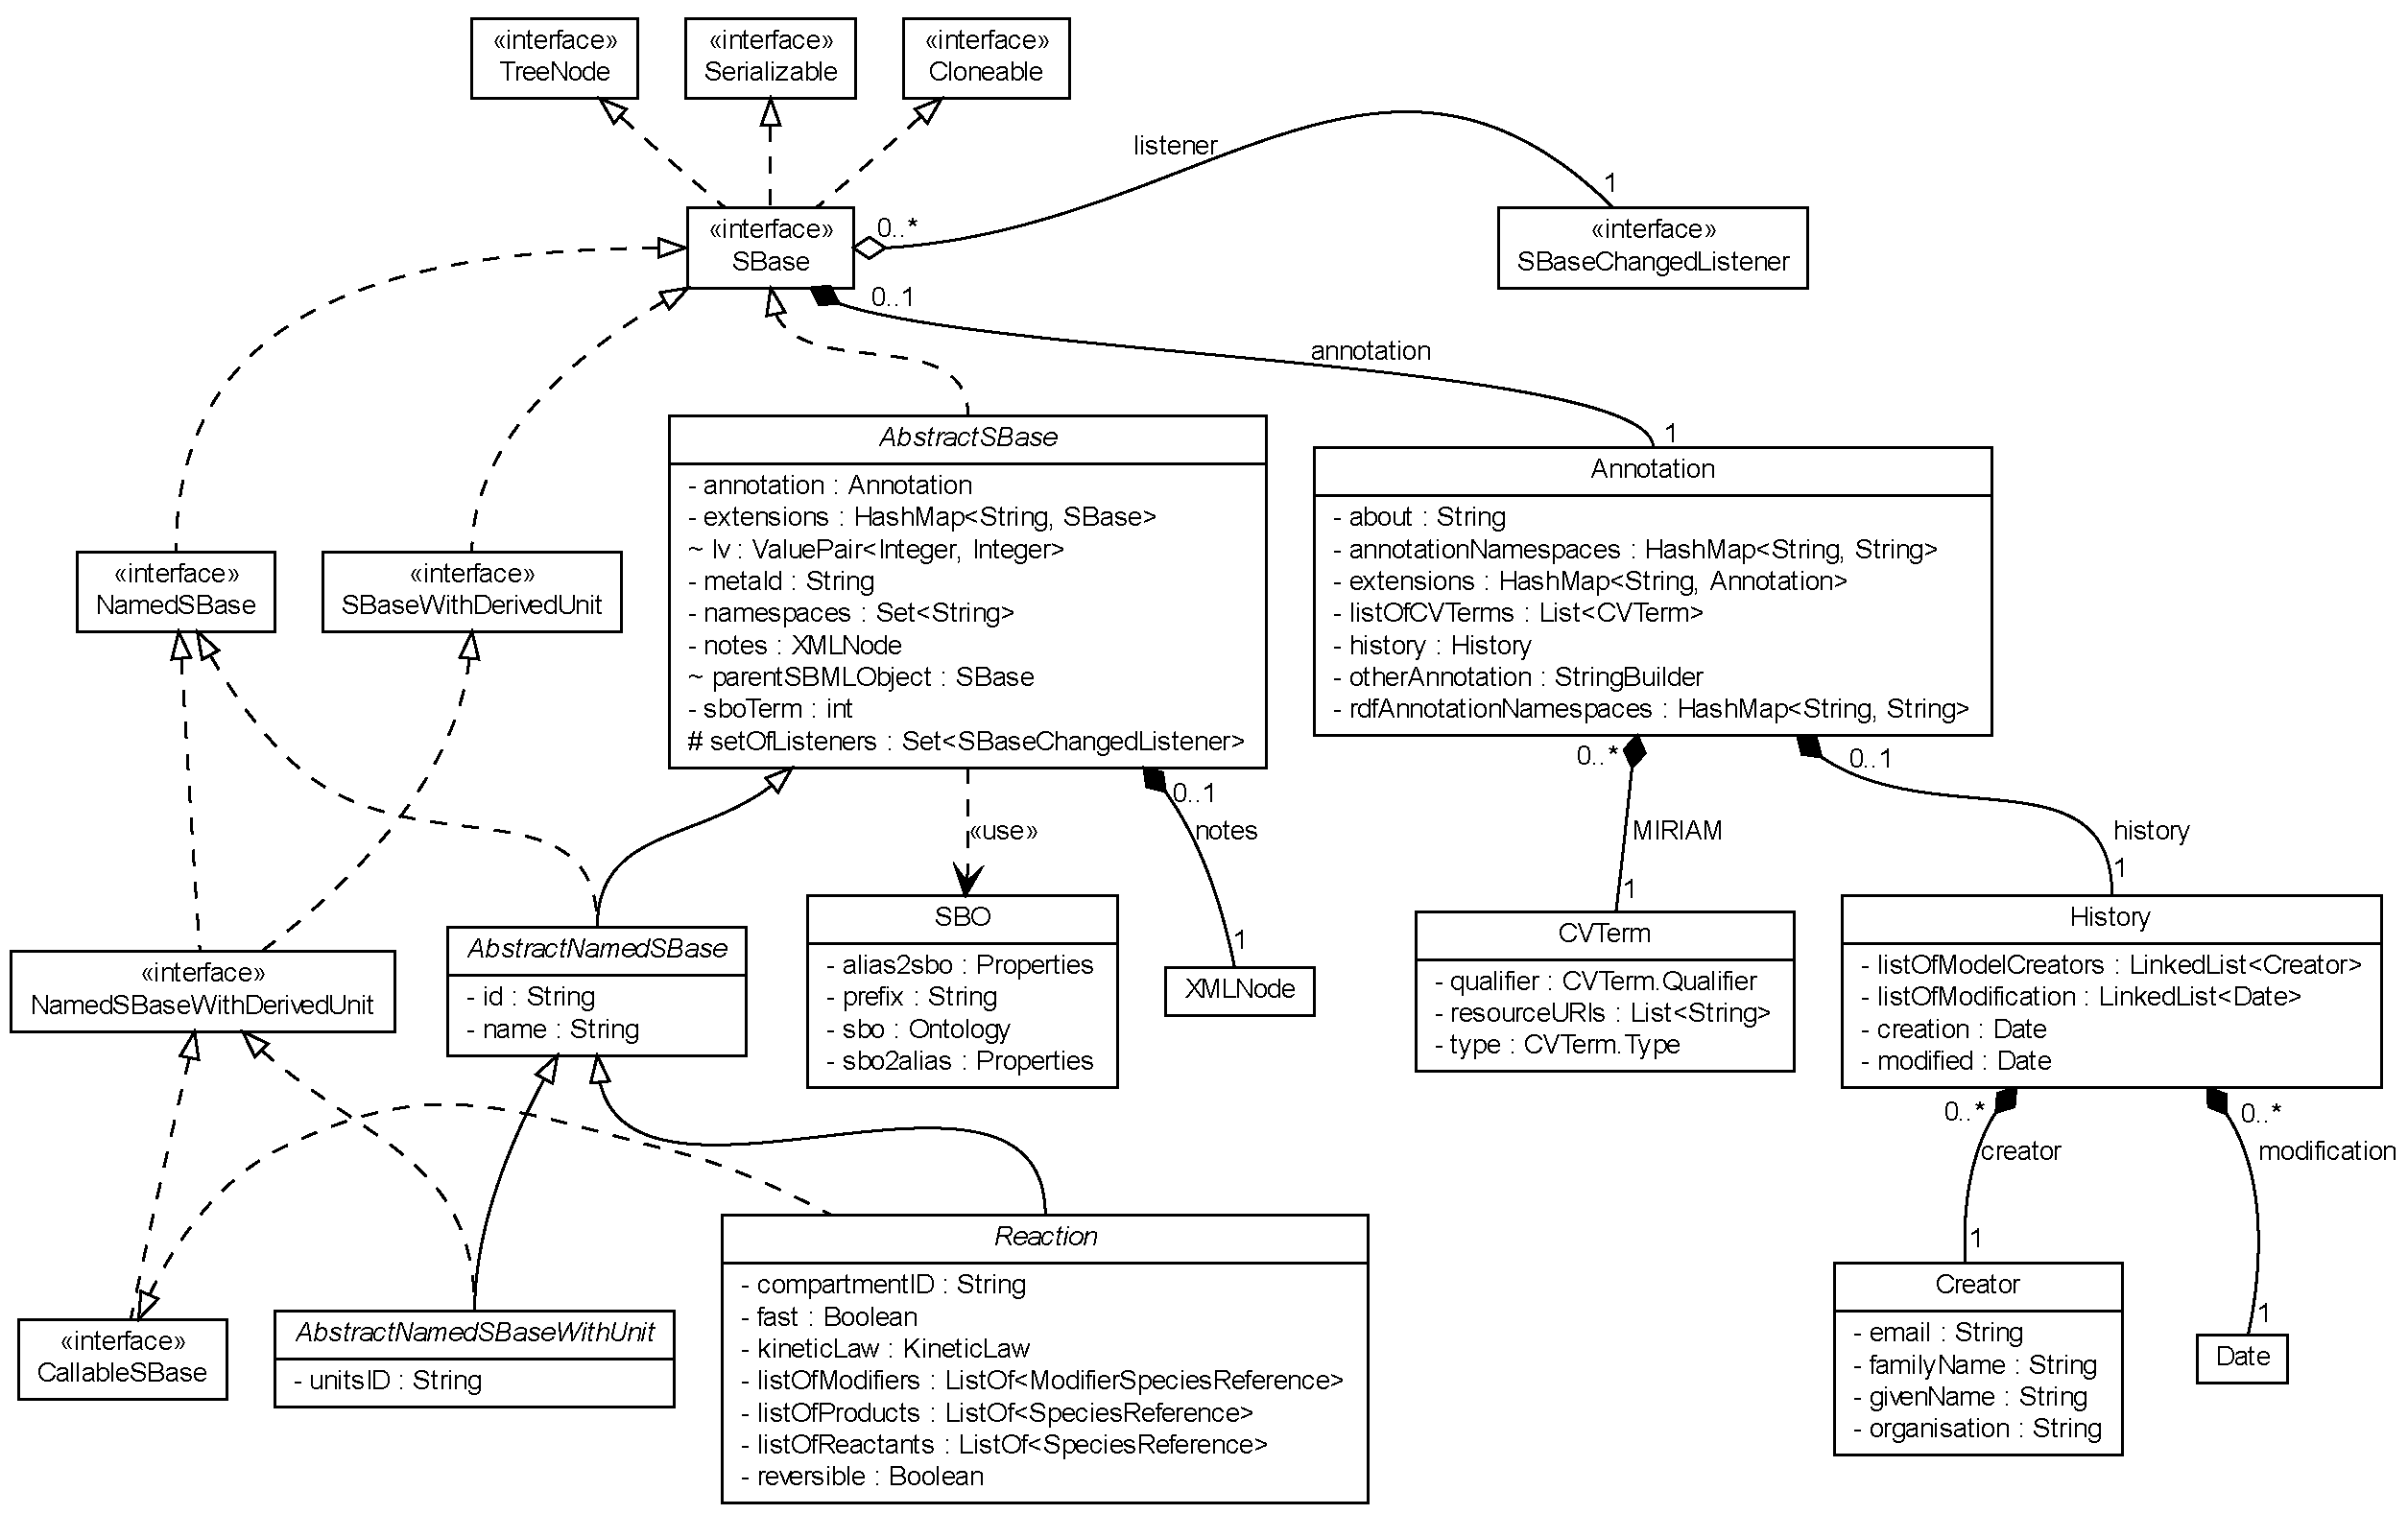 «interface»
TreeNode
«interface»
Serializable
«interface»
Cloneable
listener
1
«interface»
SBase
0..*
«interface»
SBaseChangedListener
0..1
annotation
1
AbstractSBase
- annotation : Annotation
- extensions : HashMap<String, SBase>
~ lv : ValuePair<Integer, Integer>
- metaId : String
- namespaces : Set<String>
- notes : XMLNode
~ parentSBMLObject : SBase
- sboTerm : int
# setOfListeners : Set<SBaseChangedListener>
Annotation
- about : String
- annotationNamespaces : HashMap<String, String>
- extensions : HashMap<String, Annotation>
- listOfCVTerms : List<CVTerm>
- history : History
- otherAnnotation : StringBuilder
- rdfAnnotationNamespaces : HashMap<String, String>
«interface»
NamedSBase
«interface»
SBaseWithDerivedUnit
0..1
«use»
notes
1
0..*
MIRIAM
1
0..1
history
1
«interface»
NamedSBaseWithDerivedUnit
AbstractNamedSBase
- id : String
- name : String
SBO
- alias2sbo : Properties
- prefix : String
- sbo : Ontology
- sbo2alias : Properties
XMLNode
CVTerm
- qualifier : CVTerm.Qualifier
- resourceURIs : List<String>
- type : CVTerm.Type
History
- listOfModelCreators : LinkedList<Creator>
- listOfModification : LinkedList<Date>
- creation : Date
- modified : Date
0..*
creator
1
0..*
modification
1
«interface»
CallableSBase
AbstractNamedSBaseWithUnit
- unitsID : String
Reaction
- compartmentID : String
- fast : Boolean
- kineticLaw : KineticLaw
- listOfModifiers : ListOf<ModifierSpeciesReference>
- listOfProducts : ListOf<SpeciesReference>
- listOfReactants : ListOf<SpeciesReference>
- reversible : Boolean
Creator
- email : String
- familyName : String
- givenName : String
- organisation : String
Date